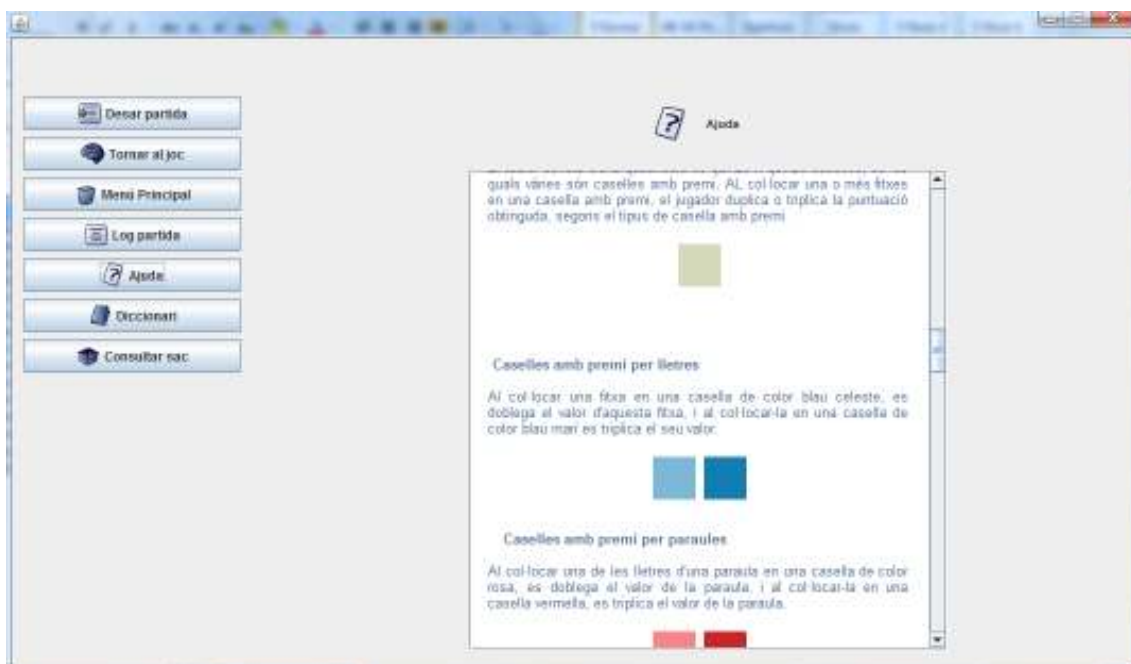 Desar partida
Tornar al joc
Menú Principal
Log partida
Ajuda
Diccionari
Consultar sac
Ajuda
quals vàries són caselles amb premi. AL col·locar una o més fitxes
en una casella amb premi, el jugador duplica o triplica la puntuació
obtinguda, segons el tipus de casella amb premi
Caselles amb premi per lletres
Al col·locar una fitxa en una casella de color blau celeste, es
doblega el valor d'aquesta fitxa, i al col·locar-la en una casella de
color blau marí es triplica el seu valor.
Caselles amb premi per paraules
Al col·locar una de les lletres d'una paraula en una casella de color
rosa, es doblega el valor de la paraula, i al col·locar-la en una
casella vermella, es triplica el valor de la paraula.